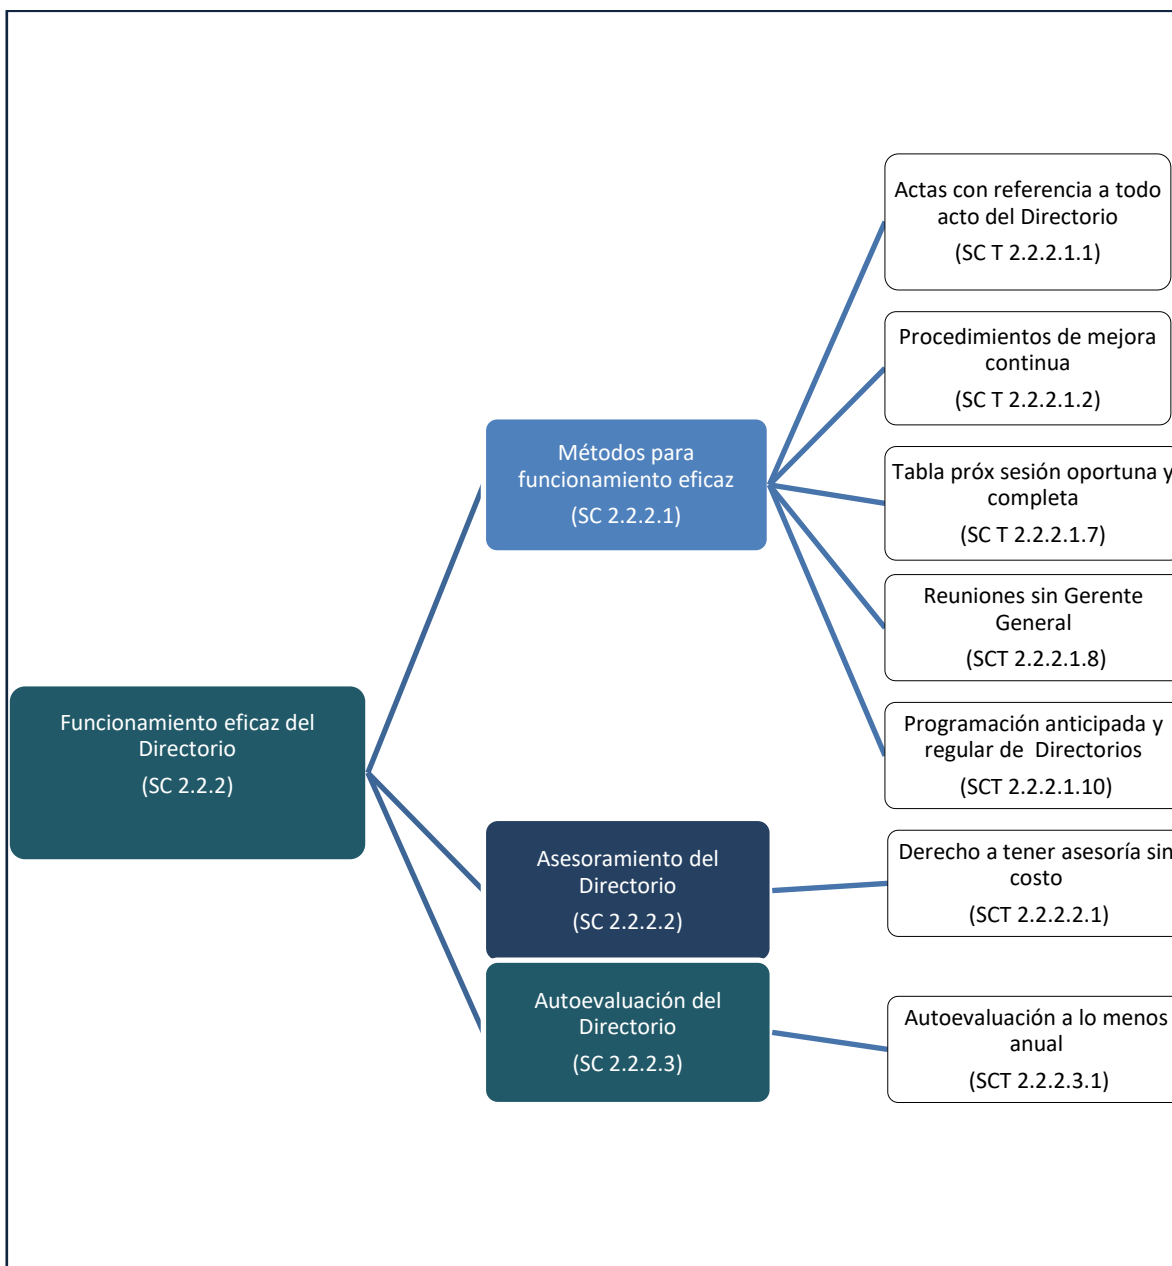 Actas con referencia a todo
acto del Directorio
(SC T 2.2.2.1.1)
Procedimientos de mejora
continua
(SC T 2.2.2.1.2)
Métodos para
funcionamiento eficaz
(SC 2.2.2.1)
Tabla próx sesión oportuna y
completa
(SC T 2.2.2.1.7)
Reuniones sin Gerente
General
(SCT 2.2.2.1.8)
Funcionamiento eficaz del
Directorio
(SC 2.2.2)
Programación anticipada y
regular de  Directorios
(SCT 2.2.2.1.10)
Asesoramiento del
Directorio
(SC 2.2.2.2)
Derecho a tener asesoría sin
costo
(SCT 2.2.2.2.1)
Autoevaluación del
Directorio
(SC 2.2.2.3)
Autoevaluación a lo menos
anual
(SCT 2.2.2.3.1)